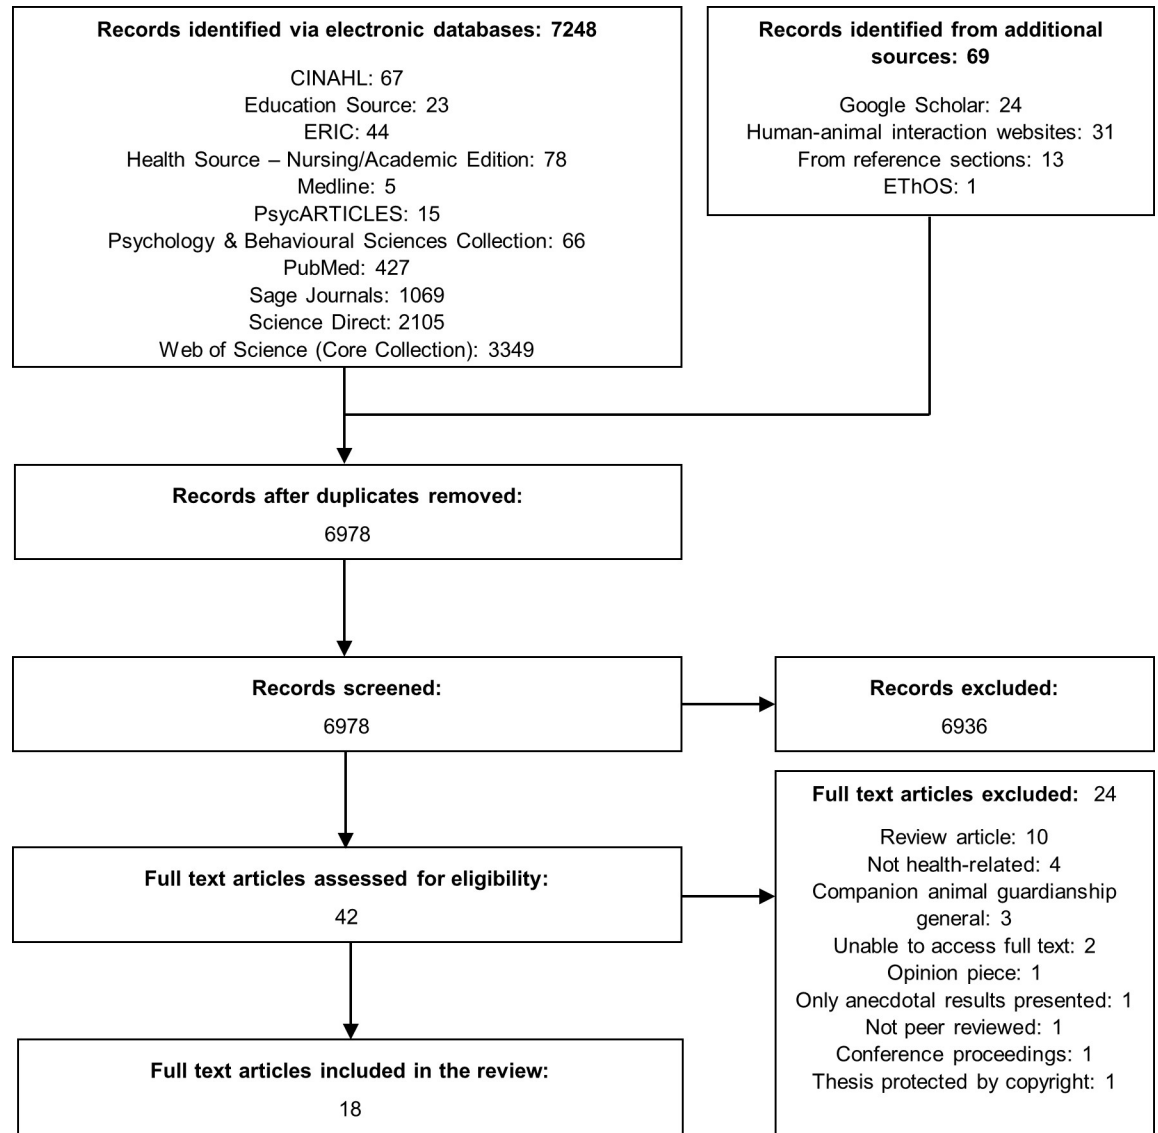 Records identified via electronic databases: 7248
CINAHL: 67
Education Source: 23
ERIC: 44
Health Source – Nursing/Academic Edition: 78
Medline: 5
PsycARTICLES: 15
Psychology & Behavioural Sciences Collection: 66
PubMed: 427
Sage Journals: 1069
Science Direct: 2105
Web of Science (Core Collection): 3349
Records identified from additional
sources: 69
Google Scholar: 24
Human-animal interaction websites: 31
From reference sections: 13
EThOS: 1
Records after duplicates removed:
6978
Records screened:
6978
Records excluded:
6936
Full text articles assessed for eligibility:
42
Full text articles excluded: 24
Review article: 10
Not health-related: 4
Companion animal guardianship
general: 3
Unable to access full text: 2
Opinion piece: 1
Only anecdotal results presented: 1
Not peer reviewed: 1
Conference proceedings: 1
Thesis protected by copyright: 1
Full text articles included in the review:
18